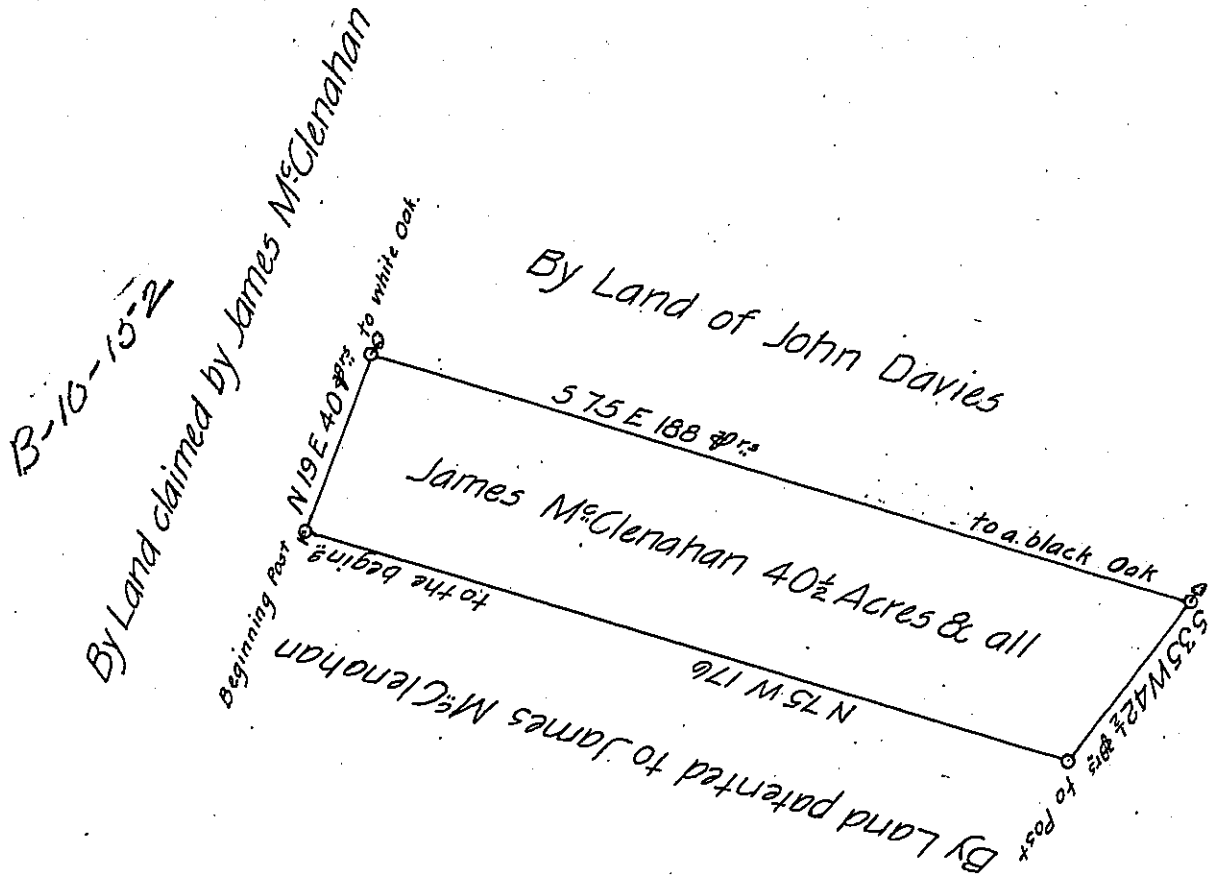 B-16-15-2
By Land claimed by James McClenahan
Beginning Post
N 19 E 40 prs to white Oak.
By Land of John Davies
S 75 E 188 prs
to a black Oak
S 35 W 42½ prs to Post
James McClenahan 40½ Acres & all
N 75 W 176
to the begin.g
By Land patented to James McClenahan